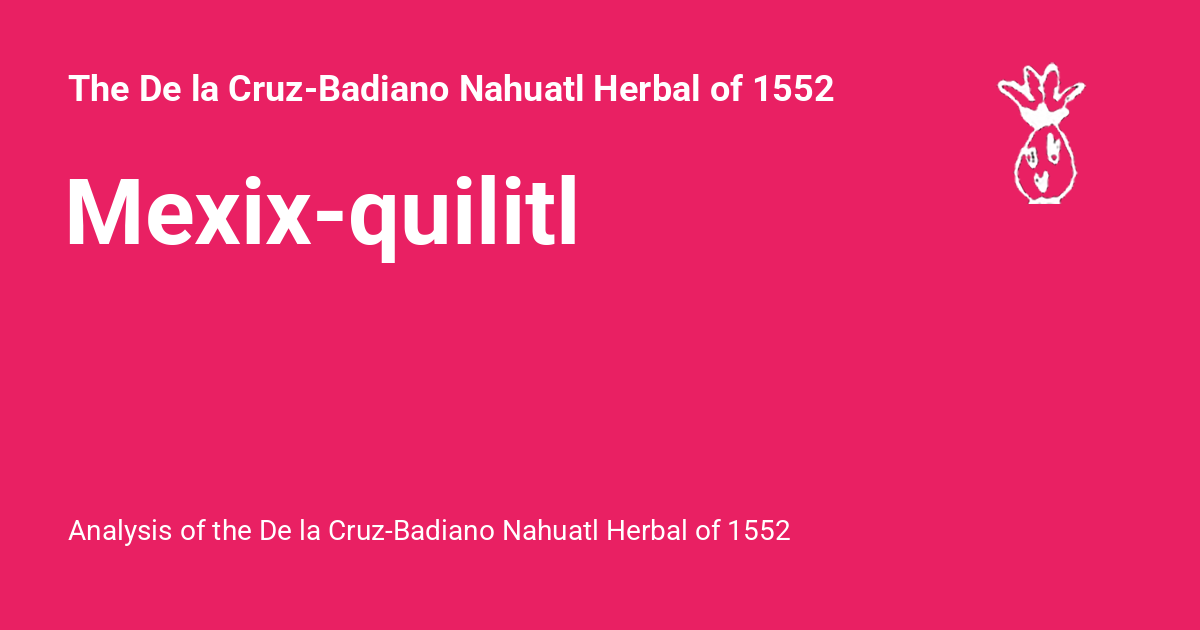 The De la Cruz-Badiano Nahuatl Herbal of 1552
Mexix-quilitl
Analysis of the De la Cruz-Badiano Nahuatl Herbal of 1552